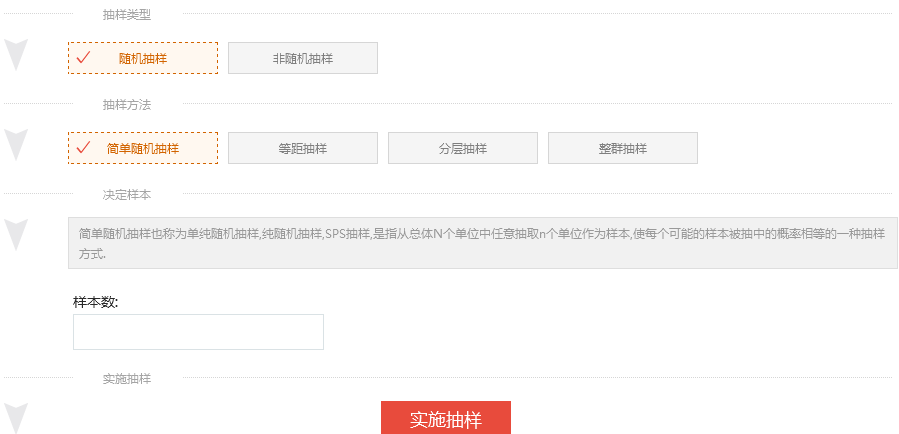 抽样类型
随机抽样
非随机抽样
抽样方法
简单随机抽样
等距抽样
分层抽样
整群抽样
决定样本
简单随机抽样也称为单纯随机抽样,纯随机抽样,SPS抽样,是指从总体N个单位中任意抽取n个单位作为样本,使每个可能的样本被抽中的概率相等的一种抽样
方式.
样本数:
实施抽样
实施抽样